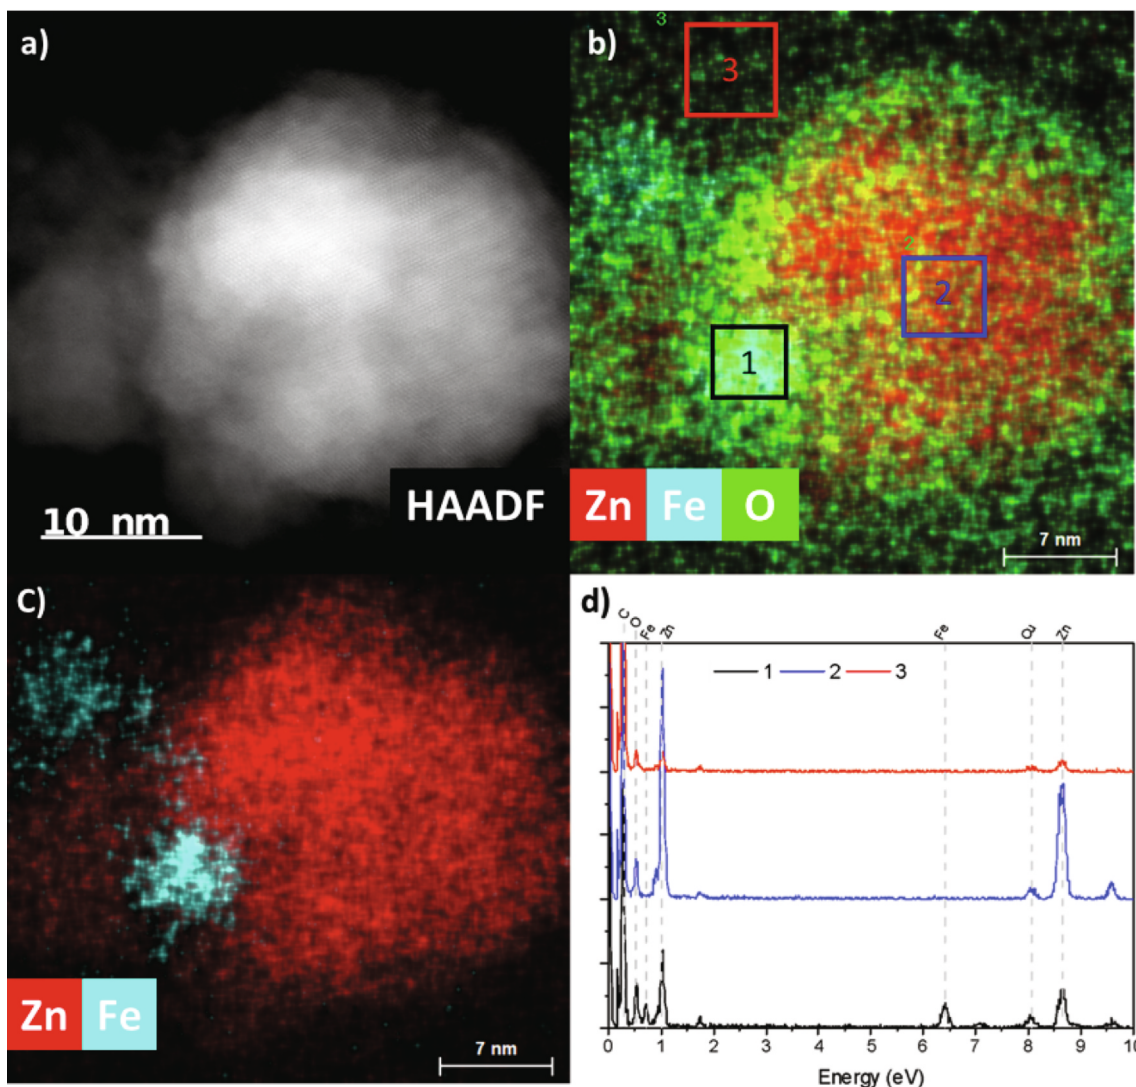 a)
10 nm
HAADF
b)
3
3
2
2
1
Zn Fe O
7 nm
C)
Zn Fe
7 nm
d)
C O Fe Zn Fe Cu Zn
1 2 3
0 1 2 3 4 5 6 7 8 9 10
Energy (eV)